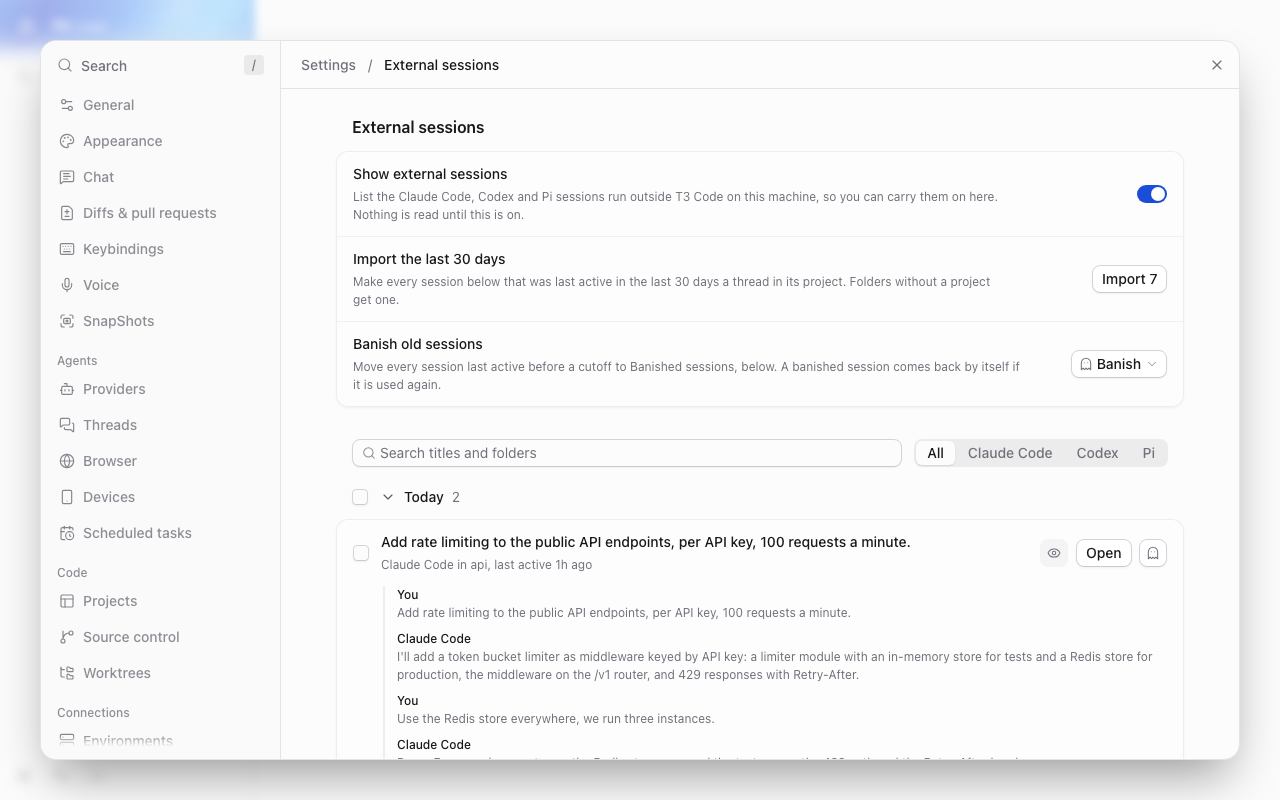 Search /
General
Appearance
Chat
Diffs & pull requests
Keybindings
Voice
SnapShots
Agents
Providers
Threads
Browser
Devices
Scheduled tasks
Code
Projects
Source control
Worktrees
Connections
Environments
Settings / External sessions
External sessions
Show external sessions
List the Claude Code, Codex and Pi sessions run outside T3 Code on this machine, so you can carry them on here.
Nothing is read until this is on.
Import the last 30 days
Make every session below that was last active in the last 30 days a thread in its project. Folders without a project
get one.
Import 7
Banish old sessions
Move every session last active before a cutoff to Banished sessions, below. A banished session comes back by itself if
it is used again.
Banish
Search titles and folders
All Claude Code Codex Pi
Today 2
Add rate limiting to the public API endpoints, per API key, 100 requests a minute.
Claude Code in api, last active 1h ago
Open
You
Add rate limiting to the public API endpoints, per API key, 100 requests a minute.
Claude Code
I'll add a token bucket limiter as middleware keyed by API key: a limiter module with an in-memory store for tests and a Redis store for
production, the middleware on the /v1 router, and 429 responses with Retry-After.
You
Use the Redis store everywhere, we run three instances.
Claude Code